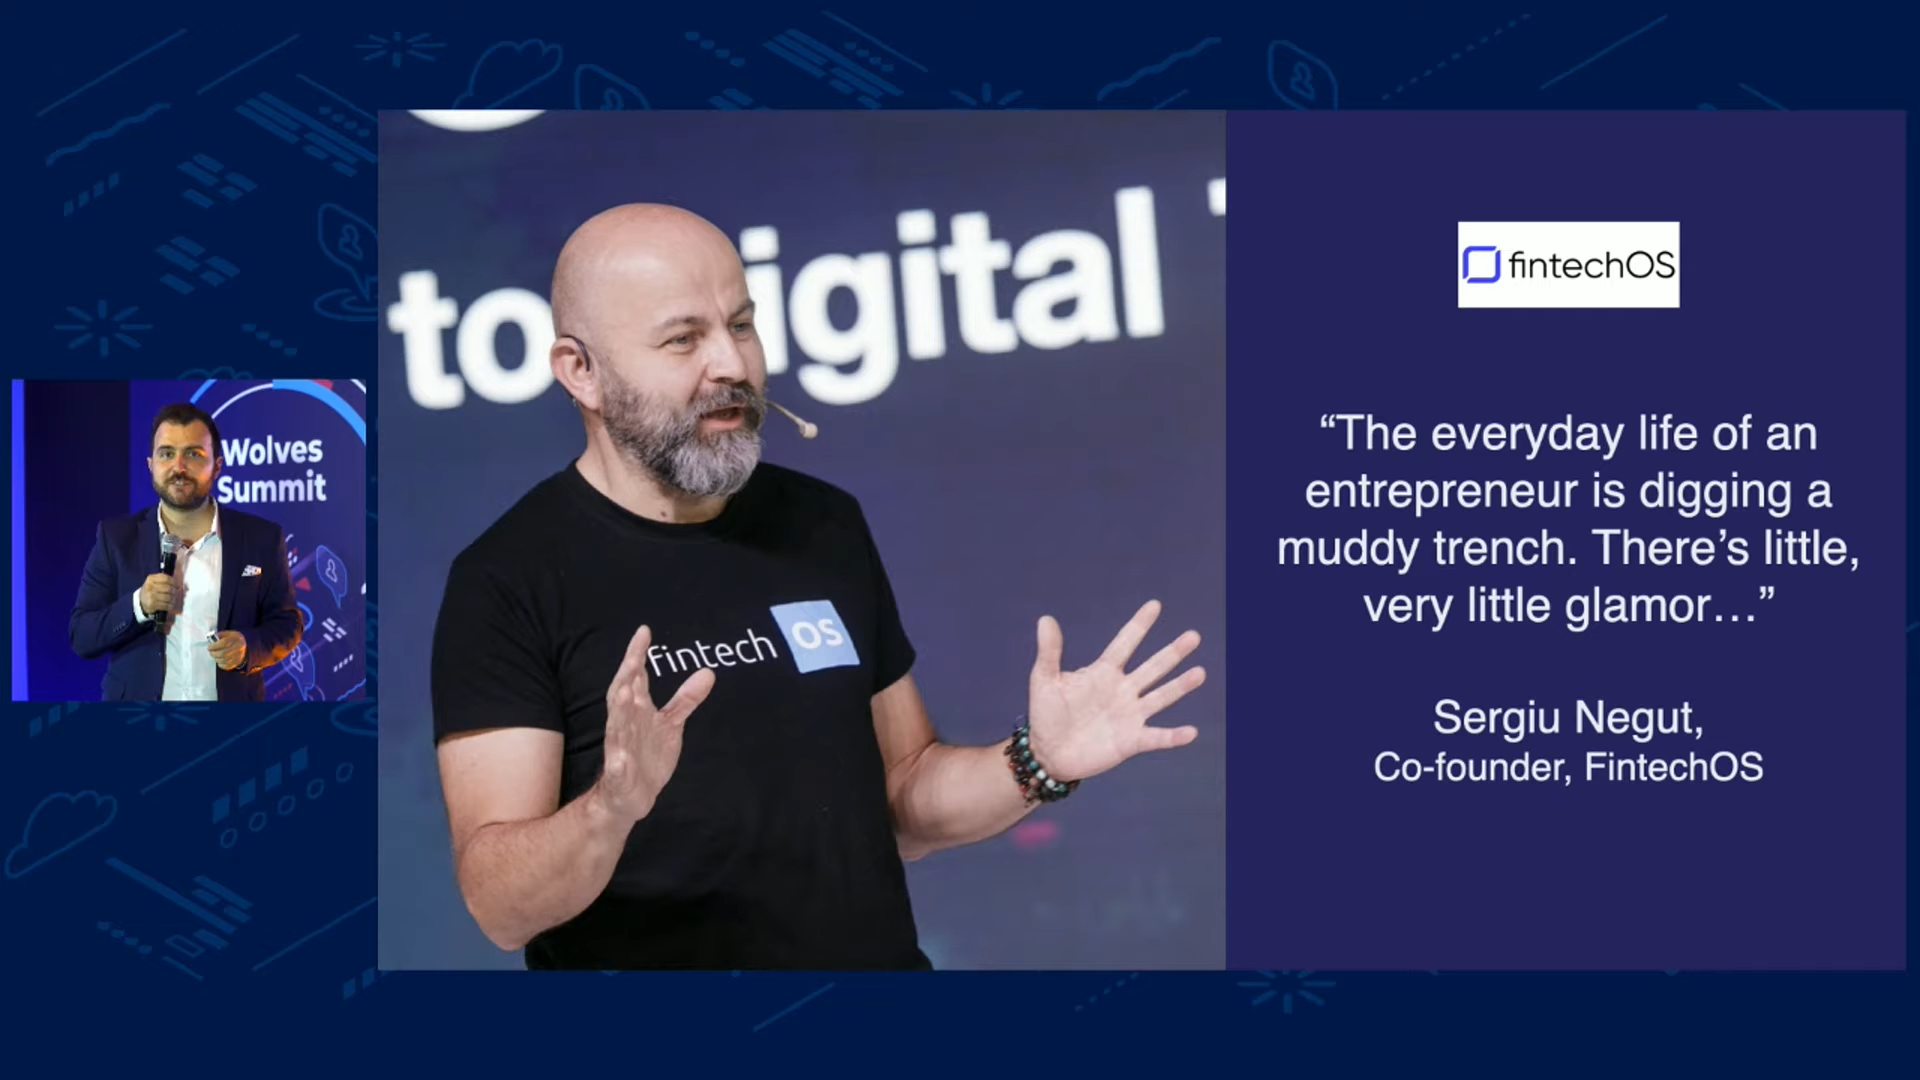 Wolves
Summit
to igital
fintech OS
fintechOS
“The everyday life of an
entrepreneur is digging a
muddy trench. There’s little,
very little glamor…”
Sergiu Negut,
Co-founder, FintechOS